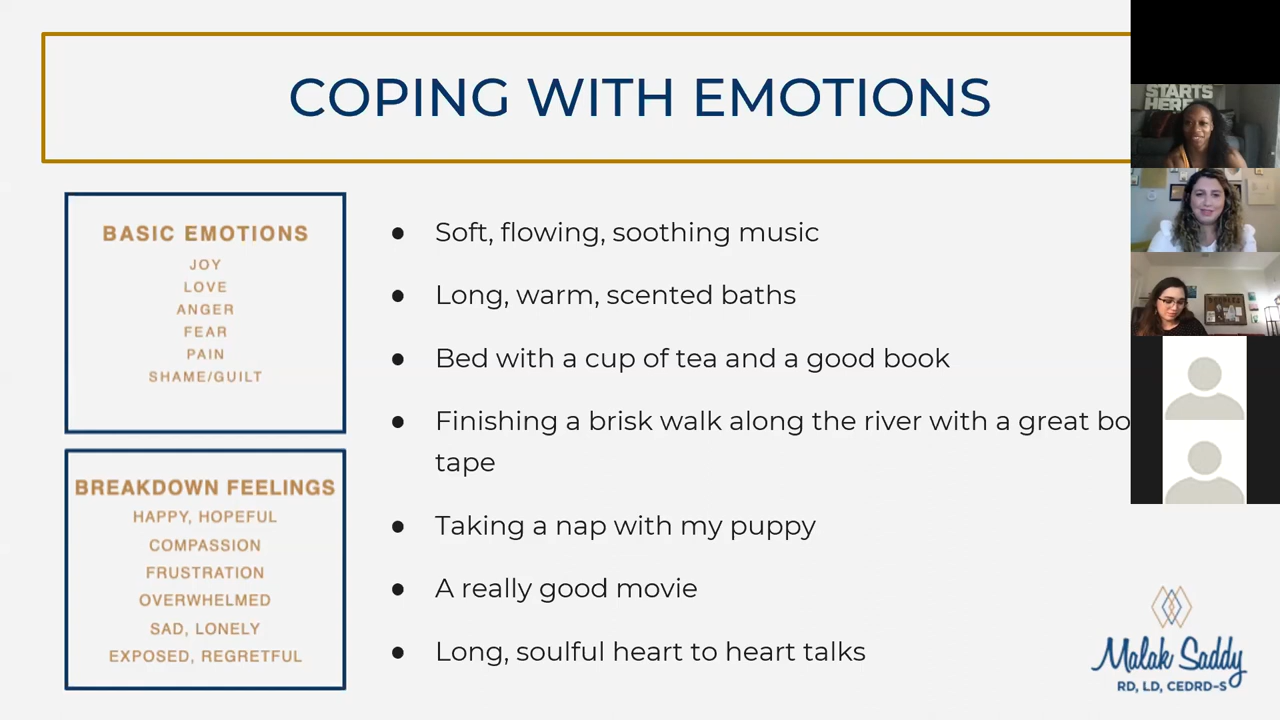 COPING WITH EMOTIONS
STARTS
HERE
BASIC EMOTIONS
JOY
LOVE
ANGER
FEAR
PAIN
SHAME/GUILT
BREAKDOWN FEELINGS
HAPPY, HOPEFUL
COMPASSION
FRUSTRATION
OVERWHELMED
SAD, LONELY
EXPOSED, REGRETFUL
● Soft, flowing, soothing music
● Long, warm, scented baths
● Bed with a cup of tea and a good book
● Finishing a brisk walk along the river with a great bo
tape
● Taking a nap with my puppy
● A really good movie
● Long, soulful heart to heart talks
Malak Saddy
RD, LD, CEDRD-S